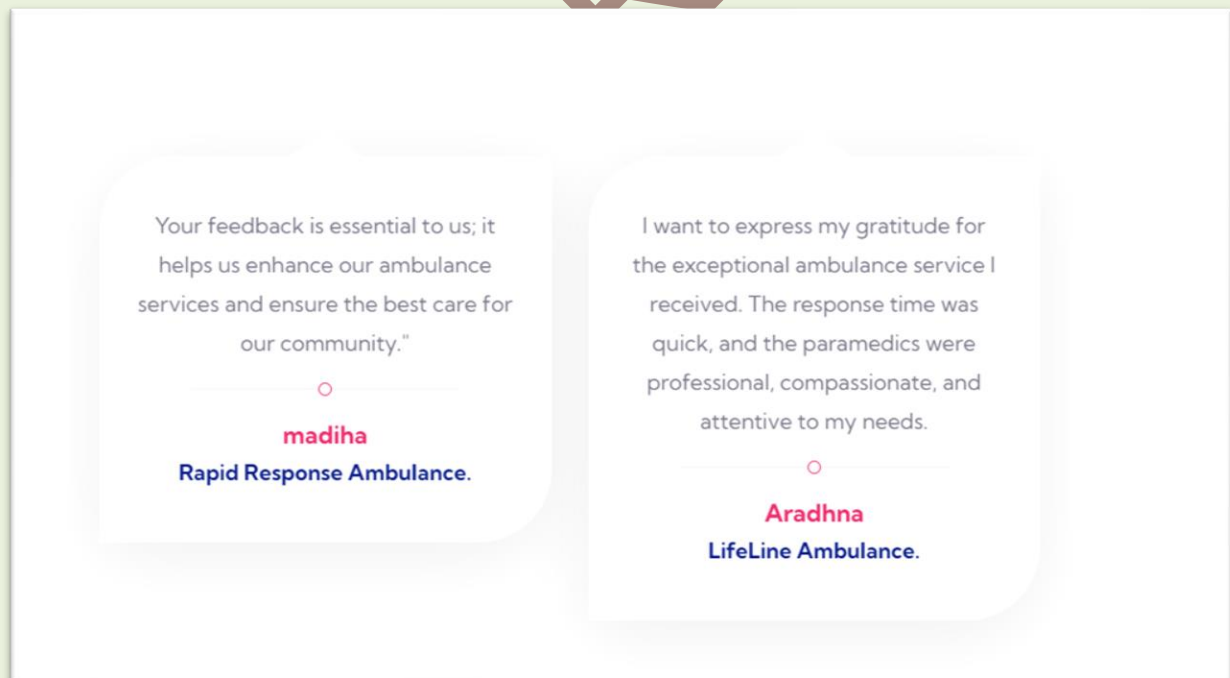 Your feedback is essential to us; it
helps us enhance our ambulance
services and ensure the best care for
our community."
madiha
Rapid Response Ambulance.
I want to express my gratitude for
the exceptional ambulance service I
received. The response time was
quick, and the paramedics were
professional, compassionate, and
attentive to my needs.
Aradhna
LifeLine Ambulance.